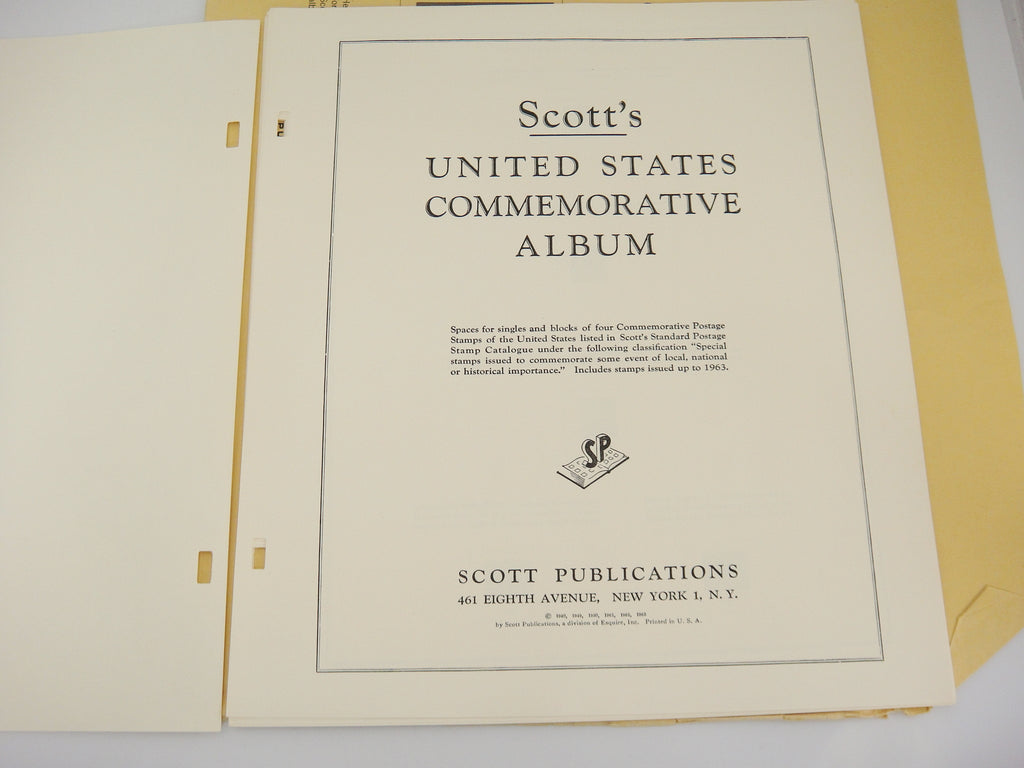 Scott's
UNITED STATES
COMMEMORATIVE
ALBUM
Spaces for singles and blocks of four Commemorative Postage
Stamps of the United States listed in Scott's Standard Postage
Stamp Catalogue under the following classification "Special
stamps issued to commemorate some event of local, national
or historical importance." Includes stamps issued up to 1963.
SP
SCOTT PUBLICATIONS
461 EIGHTH AVENUE, NEW YORK 1, N. Y.
©
by Scott Publications, a division of Esquire, Inc. Printed in U. S. A.